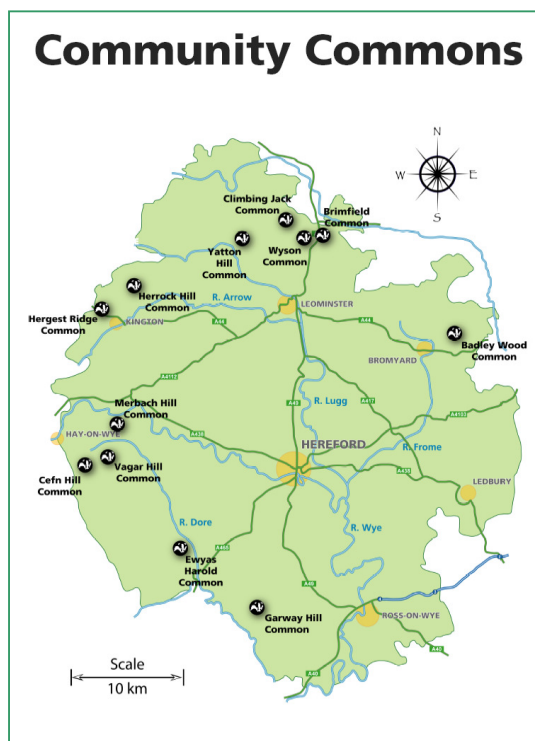 Community Commons
N
W
E
S
Climbing Jack
Common
Brimfield
Common
Yatton
Hill
Common
Wyson
Common
Herrock Hill
Common
R. Arrow
LEOMINSTER
Hergest Ridge
Common
KINGTON
A44
A44
Badley Wood
Common
BROMYARD
A4112
Merbach Hill
Common
R. Lugg
A49
A417
A4103
HAY-ON-WYE
A438
HEREFORD
R. Frome
Cefn Hill
Common
Vagar Hill
Common
A438
LEDBURY
R. Dore
R. Wye
A465
Ewyas
Harold
Common
A49
Garway Hill
Common
ROSS-ON-WYE
A40
A40
Scale
10 km